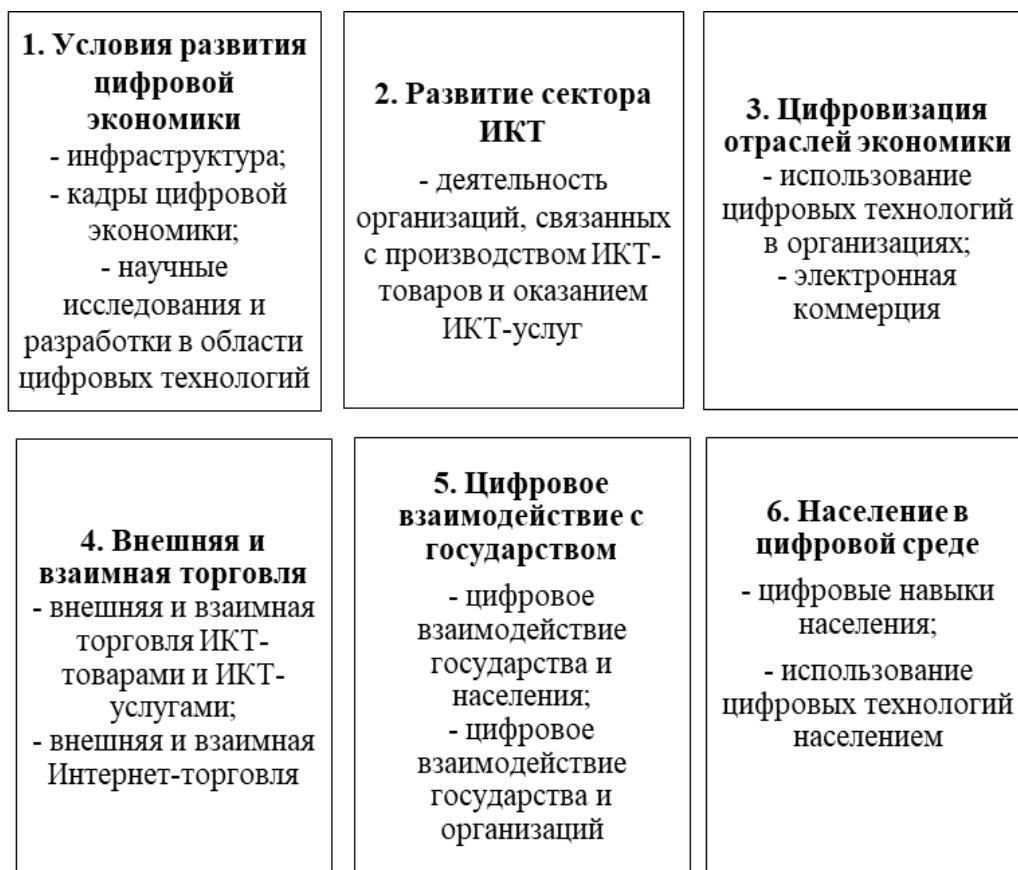 1. Условия развития
цифровой
экономики
- инфраструктура;
- кадры цифровой
экономики;
- научные
исследования и
разработки в области
цифровых технологий
2. Развитие сектора
ИКТ
- деятельность
организаций, связанных
с производством ИКТ-
товаров и оказанием
ИКТ-услуг
3. Цифровизация
отраслей экономики
- использование
цифровых технологий
в организациях;
- электронная
коммерция
4. Внешняя и
взаимная торговля
- внешняя и взаимная
торговля ИКТ-
товарами и ИКТ-
услугами;
- внешняя и взаимная
Интернет-торговля
5. Цифровое
взаимодействие с
государством
- цифровое
взаимодействие
государства и
населения;
- цифровое
взаимодействие
государства и
организаций
6. Население в
цифровой среде
- цифровые навыки
населения;
- использование
цифровых технологий
населением